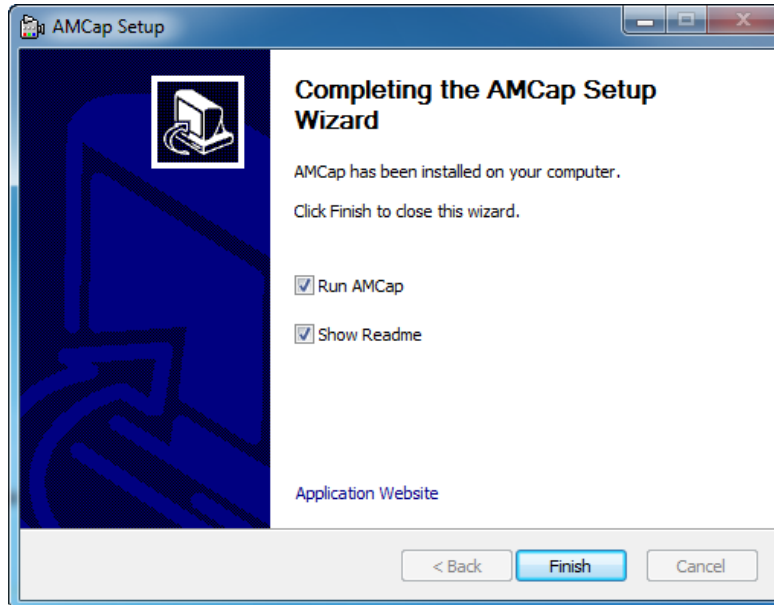 AMCap Setup
Completing the AMCap Setup
Wizard
AMCap has been installed on your computer.
Click Finish to close this wizard.
Run AMCap
Show Readme
Application Website
< Back Finish Cancel